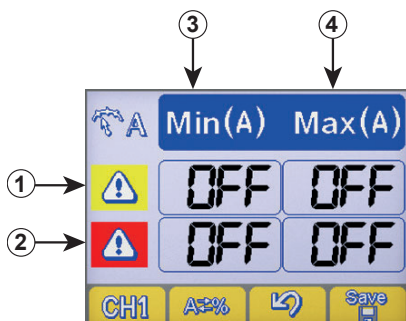 3 4
A Min(A) Max(A)
1 OFF OFF
2 OFF OFF
CH1 A⇄% Save